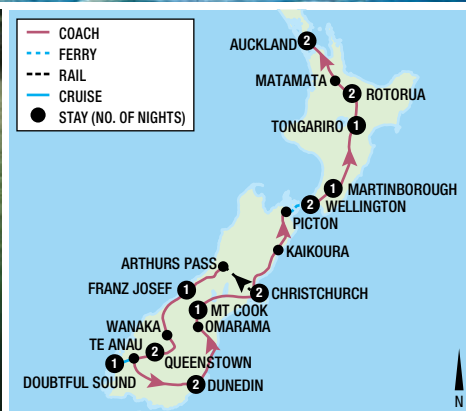 COACH
FERRY
RAIL
CRUISE
STAY (NO. OF NIGHTS)
AUCKLAND 2
MATAMATA
2 ROTORUA
TONGARIRO 1
1 MARTINBOROUGH
2 WELLINGTON
PICTON
KAIKOURA
ARTHURS PASS
FRANZ JOSEF 1
2 CHRISTCHURCH
1 MT COOK
OMARAMA
WANAKA
TE ANAU
2 QUEENSTOWN
1
DOUBTFUL SOUND
2 DUNEDIN
N